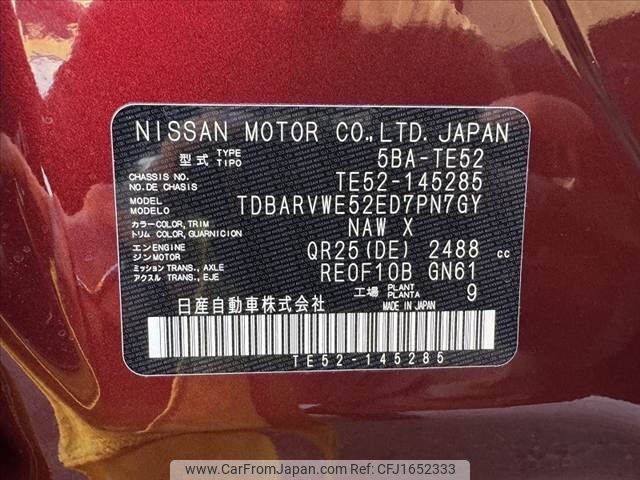 NISSAN MOTOR CO.,LTD. JAPAN
型式 TYPE TIPO 5BA-TE52
CHASSIS NO. NO. DE CHASIS TE52-145285
MODEL MODELO TDBARVWE52ED7PN7GY
カラー COLOR, TRIM トリム COLOR, GUARNICION NAW X
エンジン ENGINE MOTOR QR25(DE) 2488 cc
ミッション TRANS., AXLE アクスル TRANS., EJE RE0F10B GN61
工場 PLANT PLANTA 9
日産自動車株式会社 MADE IN JAPAN
TE52-145285
www.CarFromJapan.com - Car From Japan - CFJ1652333